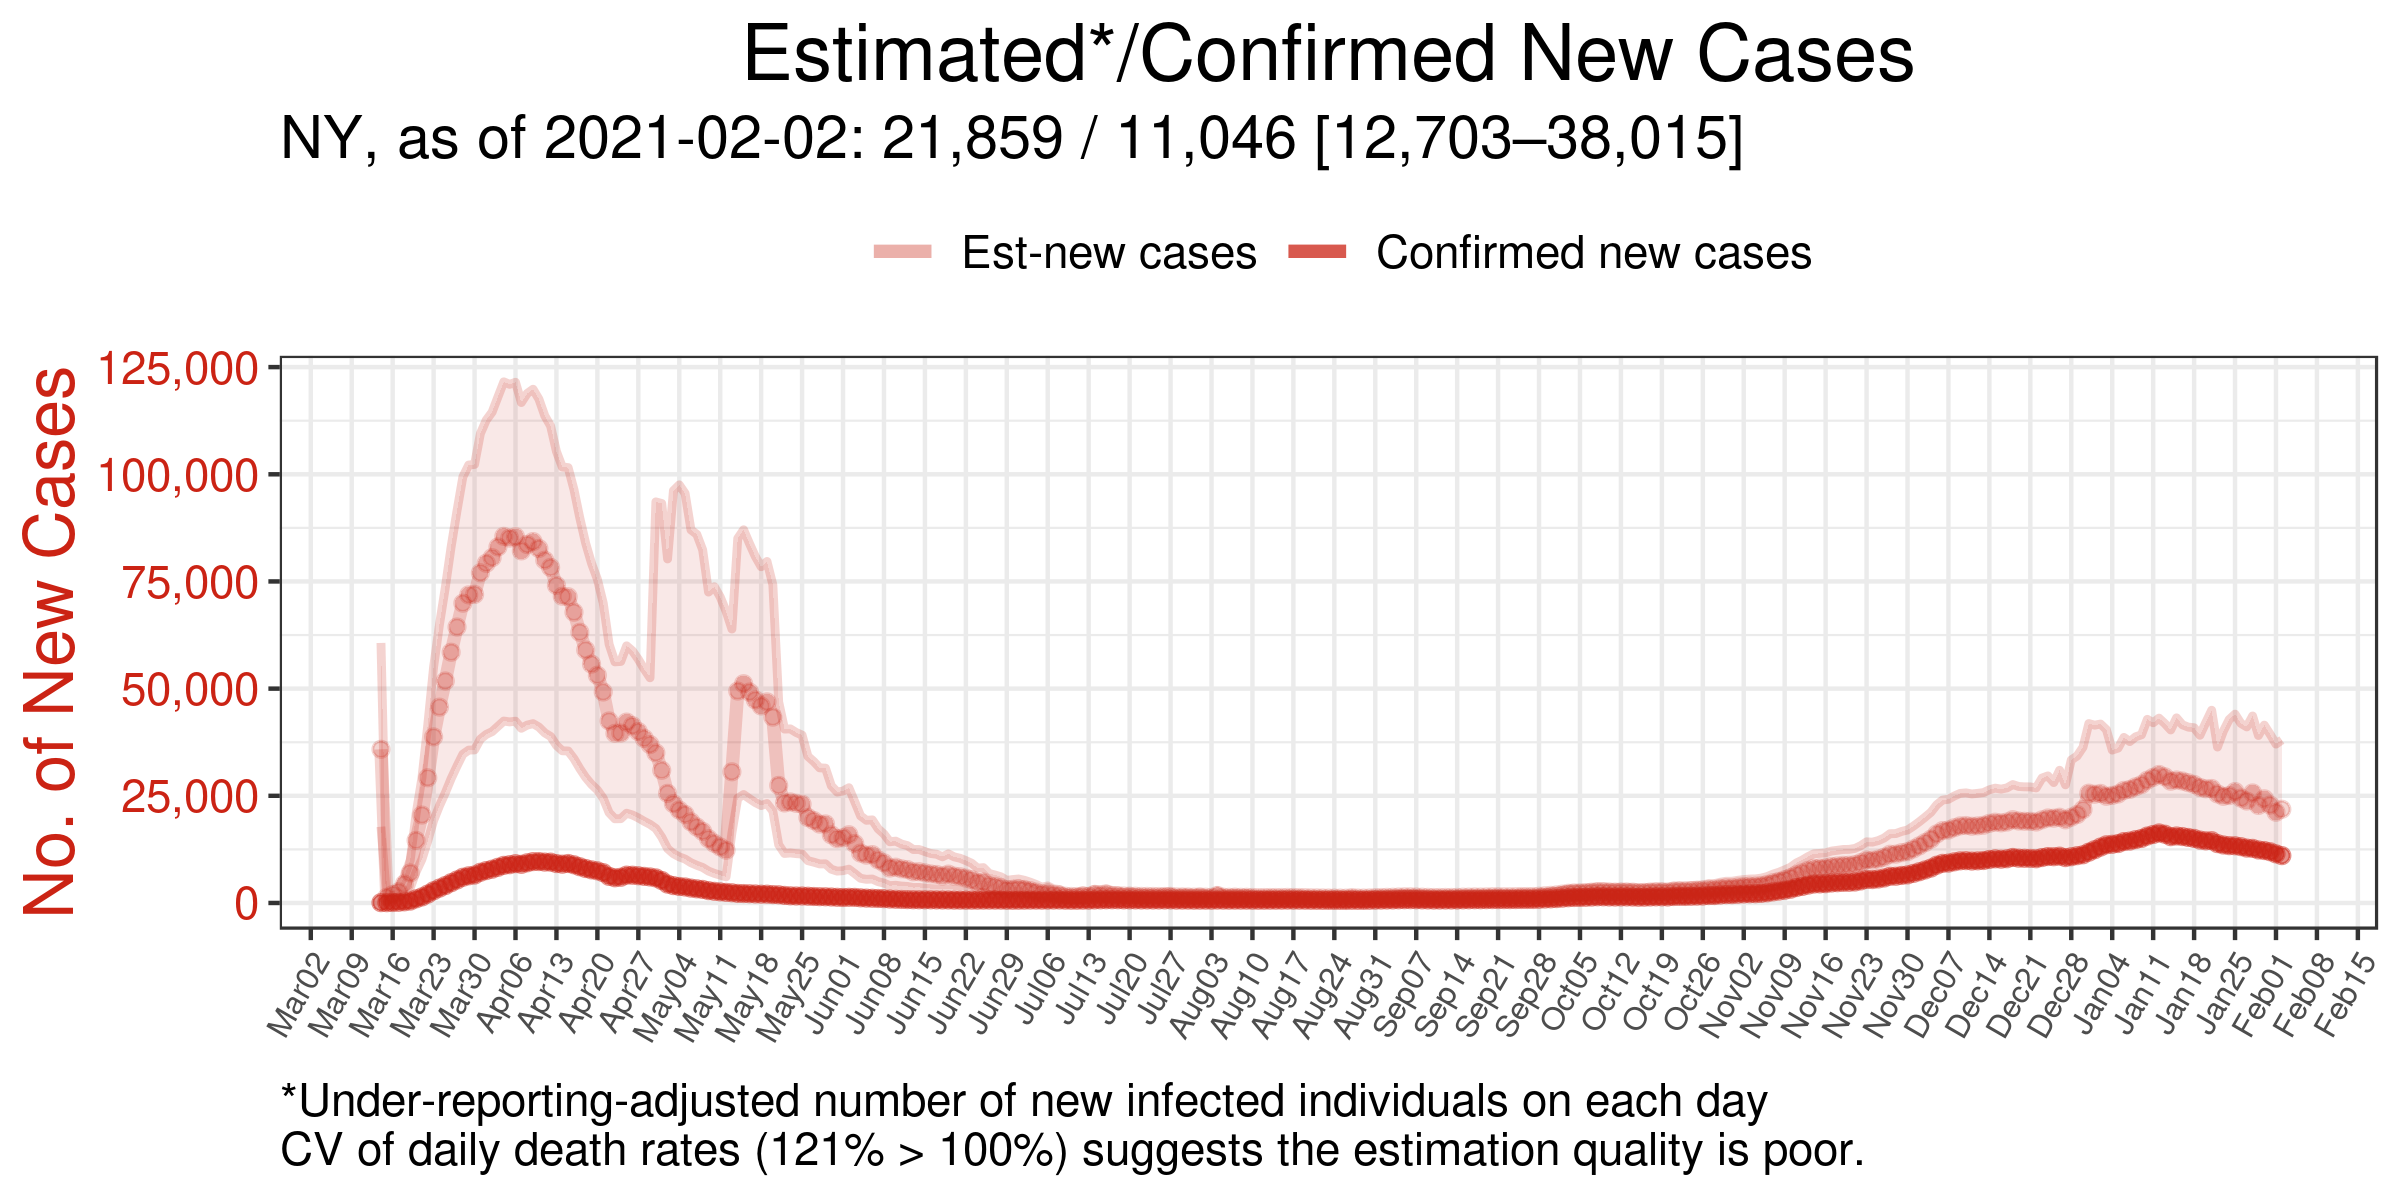 Estimated*/Confirmed New Cases
NY, as of 2021-02-02: 21,859 / 11,046 [12,703–38,015]
Est-new cases Confirmed new cases
No. of New Cases
125,000
100,000
75,000
50,000
25,000
0
Mar02 Mar09 Mar16 Mar23 Mar30 Apr06 Apr13 Apr20 Apr27 May04 May11 May18 May25 Jun01 Jun08 Jun15 Jun22 Jun29 Jul06 Jul13 Jul20 Jul27 Aug03 Aug10 Aug17 Aug24 Aug31 Sep07 Sep14 Sep21 Sep28 Oct05 Oct12 Oct19 Oct26 Nov02 Nov09 Nov16 Nov23 Nov30 Dec07 Dec14 Dec21 Dec28 Jan04 Jan11 Jan18 Jan25 Feb01 Feb08 Feb15
*Under-reporting-adjusted number of new infected individuals on each day
CV of daily death rates (121% > 100%) suggests the estimation quality is poor.